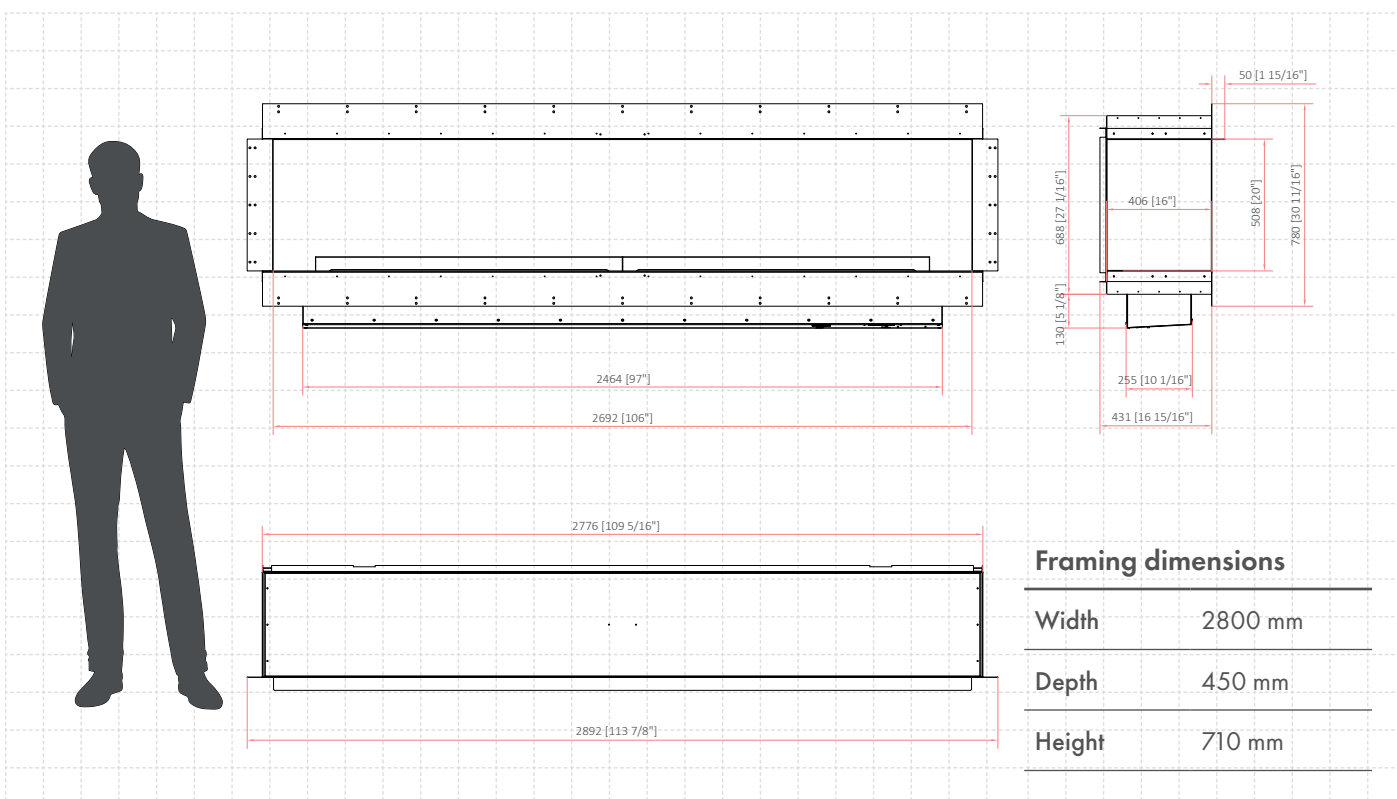 50 [1 15/16"]
688 [27 1/16"]
406 [16"]
508 [20"]
780 [30 11/16"]
130 [5 1/8"]
2464 [97"]
255 [10 1/16"]
2692 [106"]
431 [16 15/16"]
2776 [109 5/16"]
2892 [113 7/8"]
Framing dimensions
Width 2800 mm
Depth 450 mm
Height 710 mm